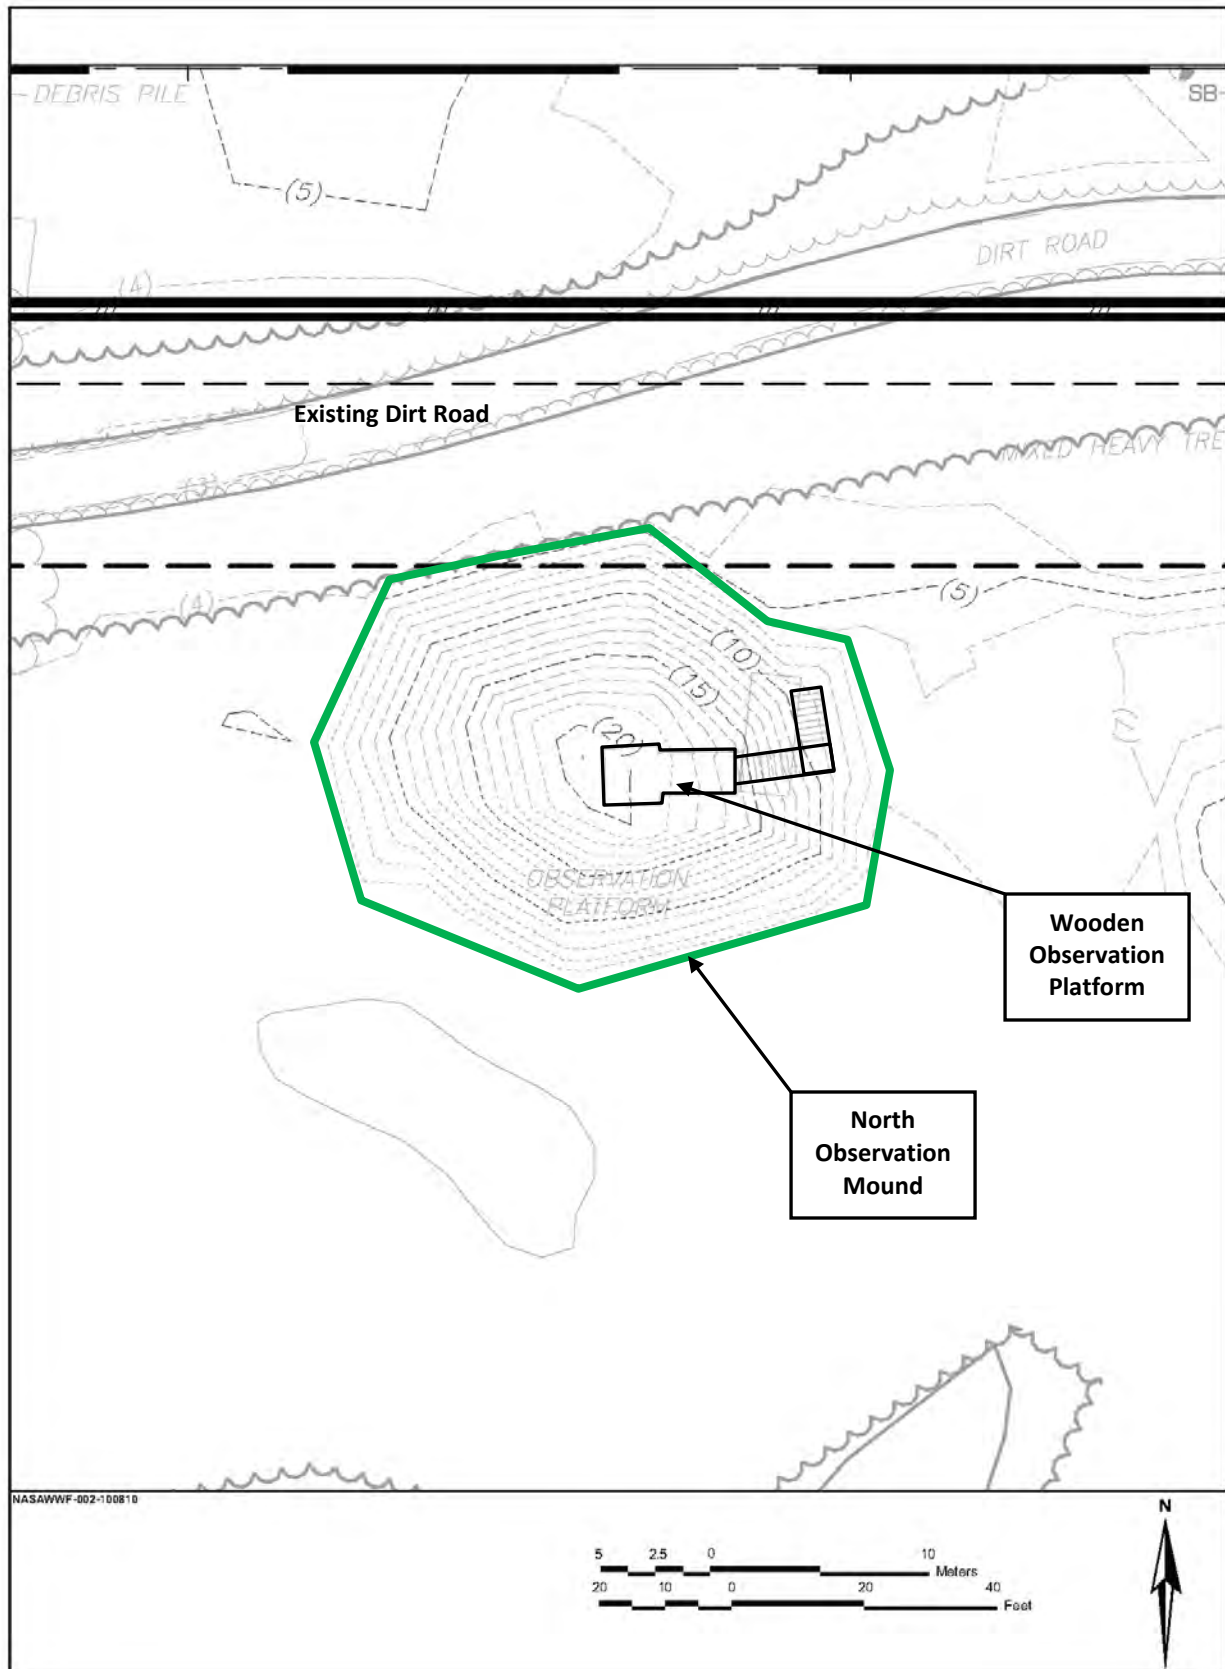 DEBRIS PILE
SB-
(5)
DIRT ROAD
(4)
Existing Dirt Road
MIXED HEAVY TRE
(5)
(4)
(10)
(15)
(20)
OBSERVATION
PLATFORM
Wooden
Observation
Platform
North
Observation
Mound
NASAWWF-002-100810
N
5 2.5 0 10
Meters
20 10 0 20 40
Feet